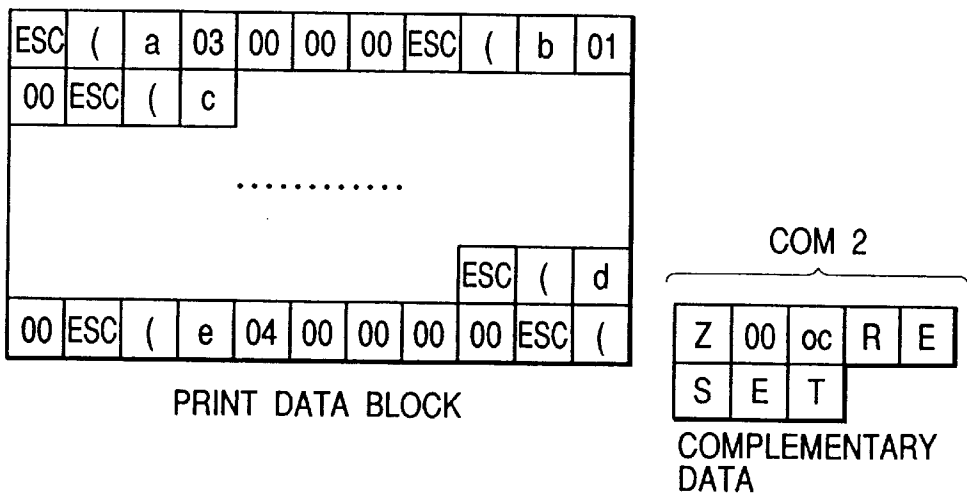 ESC ( a 03 00 00 00 ESC ( b 01
00 ESC ( c
............
ESC ( d
00 ESC ( e 04 00 00 00 00 ESC (
PRINT DATA BLOCK
COM 2
Z 00 oc R E
S E T
COMPLEMENTARY
DATA